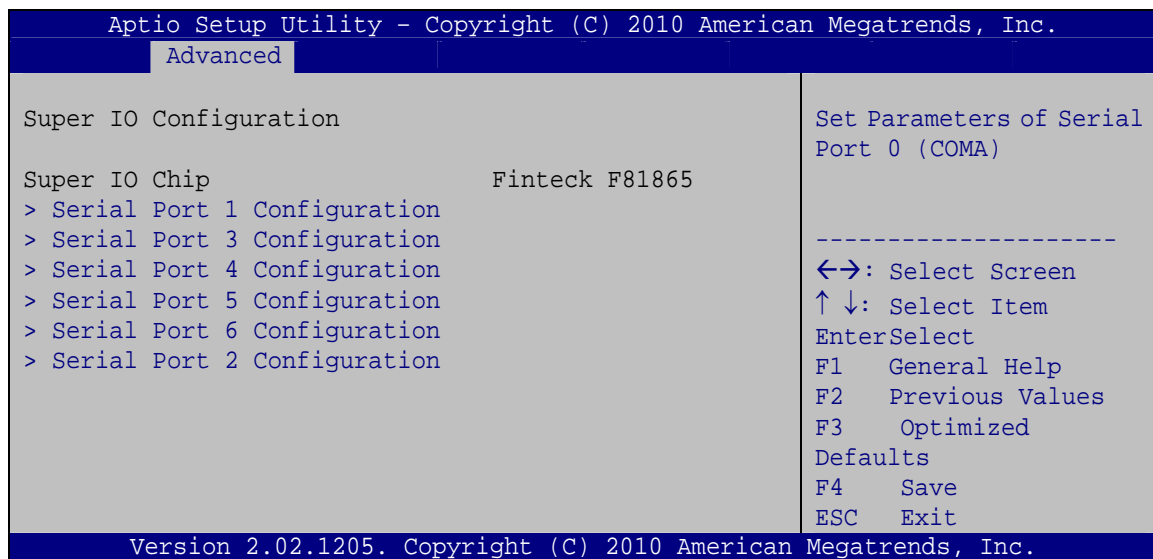 Aptio Setup Utility – Copyright (C) 2010 American Megatrends, Inc.
Advanced
Super IO Configuration
Super IO Chip Finteck F81865
> Serial Port 1 Configuration
> Serial Port 3 Configuration
> Serial Port 4 Configuration
> Serial Port 5 Configuration
> Serial Port 6 Configuration
> Serial Port 2 Configuration
Set Parameters of Serial
Port 0 (COMA)
---------------------
←→: Select Screen
↑ ↓: Select Item
EnterSelect
F1 General Help
F2 Previous Values
F3 Optimized
Defaults
F4 Save
ESC Exit
Version 2.02.1205. Copyright (C) 2010 American Megatrends, Inc.